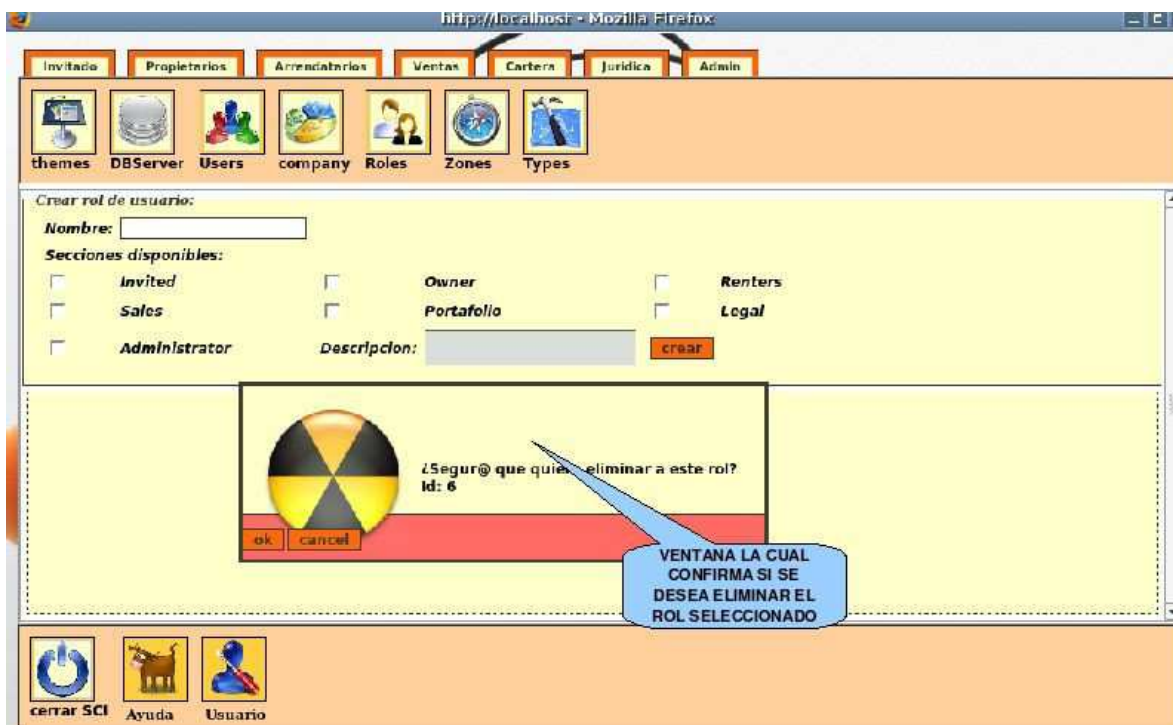 http://localhost - Mozilla Firefox
Invitado Propietarios Arrendatarios Ventas Cartera Juridica Admin
themes DBServer Users company Roles Zones Types
Crear rol de usuario:
Nombre:
Secciones disponibles:
Invited Owner Renters
Sales Portafolio Legal
Administrator Descripcion: crear
¿Segur@ que quiere eliminar a este rol?
Id: 6
ok cancel
VENTANA LA CUAL
CONFIRMA SI SE
DESEA ELIMINAR EL
ROL SELECCIONADO
cerrar SCI Ayuda Usuario